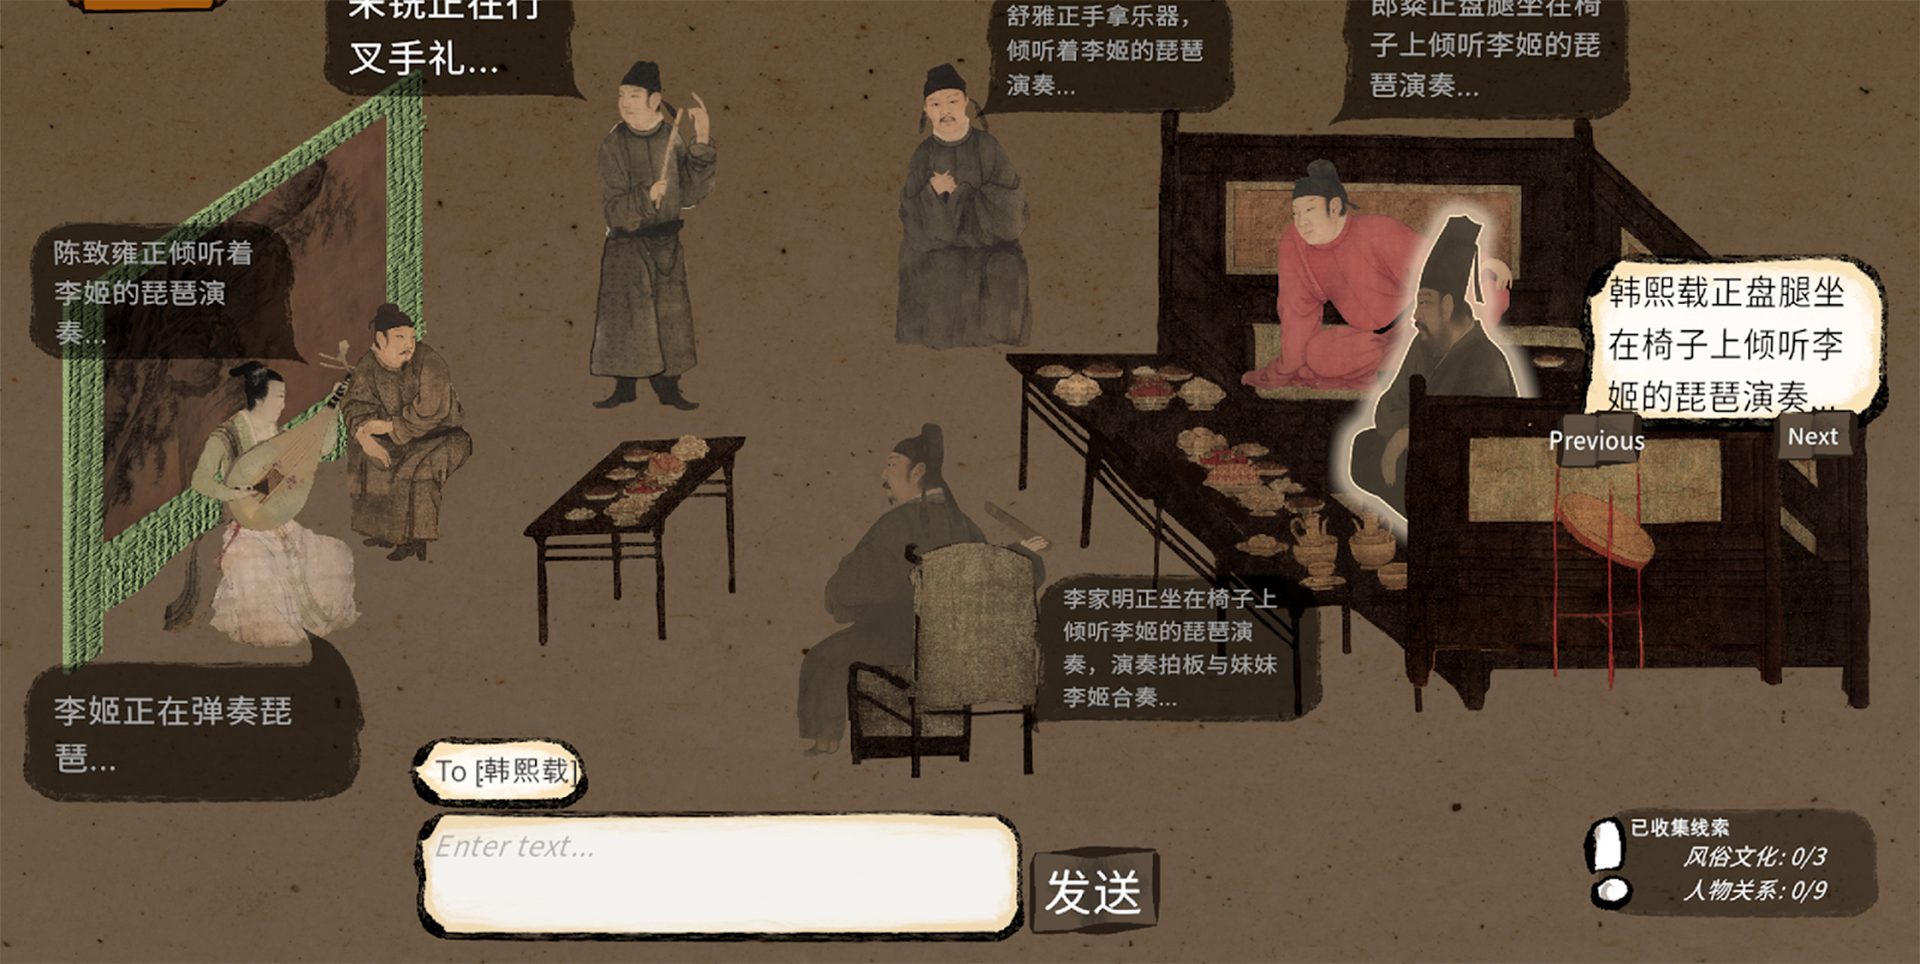 朱铣正在行
叉手礼...
舒雅正手拿乐器，
倾听着李姬的琵琶
演奏...
郎粲正盘腿坐在椅
子上倾听李姬的琵
琶演奏...
陈致雍正倾听着
李姬的琵琶演
奏...
韩熙载正盘腿坐
在椅子上倾听李
姬的琵琶演奏...
Previous
Next
李家明正坐在椅子上
倾听李姬的琵琶演
奏，演奏拍板与妹妹
李姬合奏...
李姬正在弹奏琵
琶...
To [韩熙载]
Enter text...
发送
已收集线索
风俗文化: 0/3
人物关系: 0/9